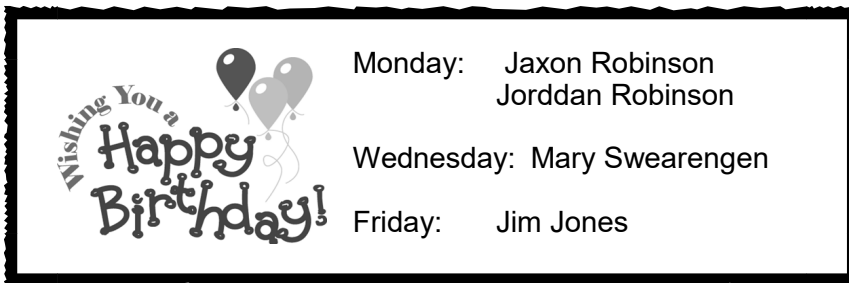 Wishing You a
Happy
Birthday!
Monday: Jaxon Robinson
Jorddan Robinson
Wednesday: Mary Swearengen
Friday: Jim Jones